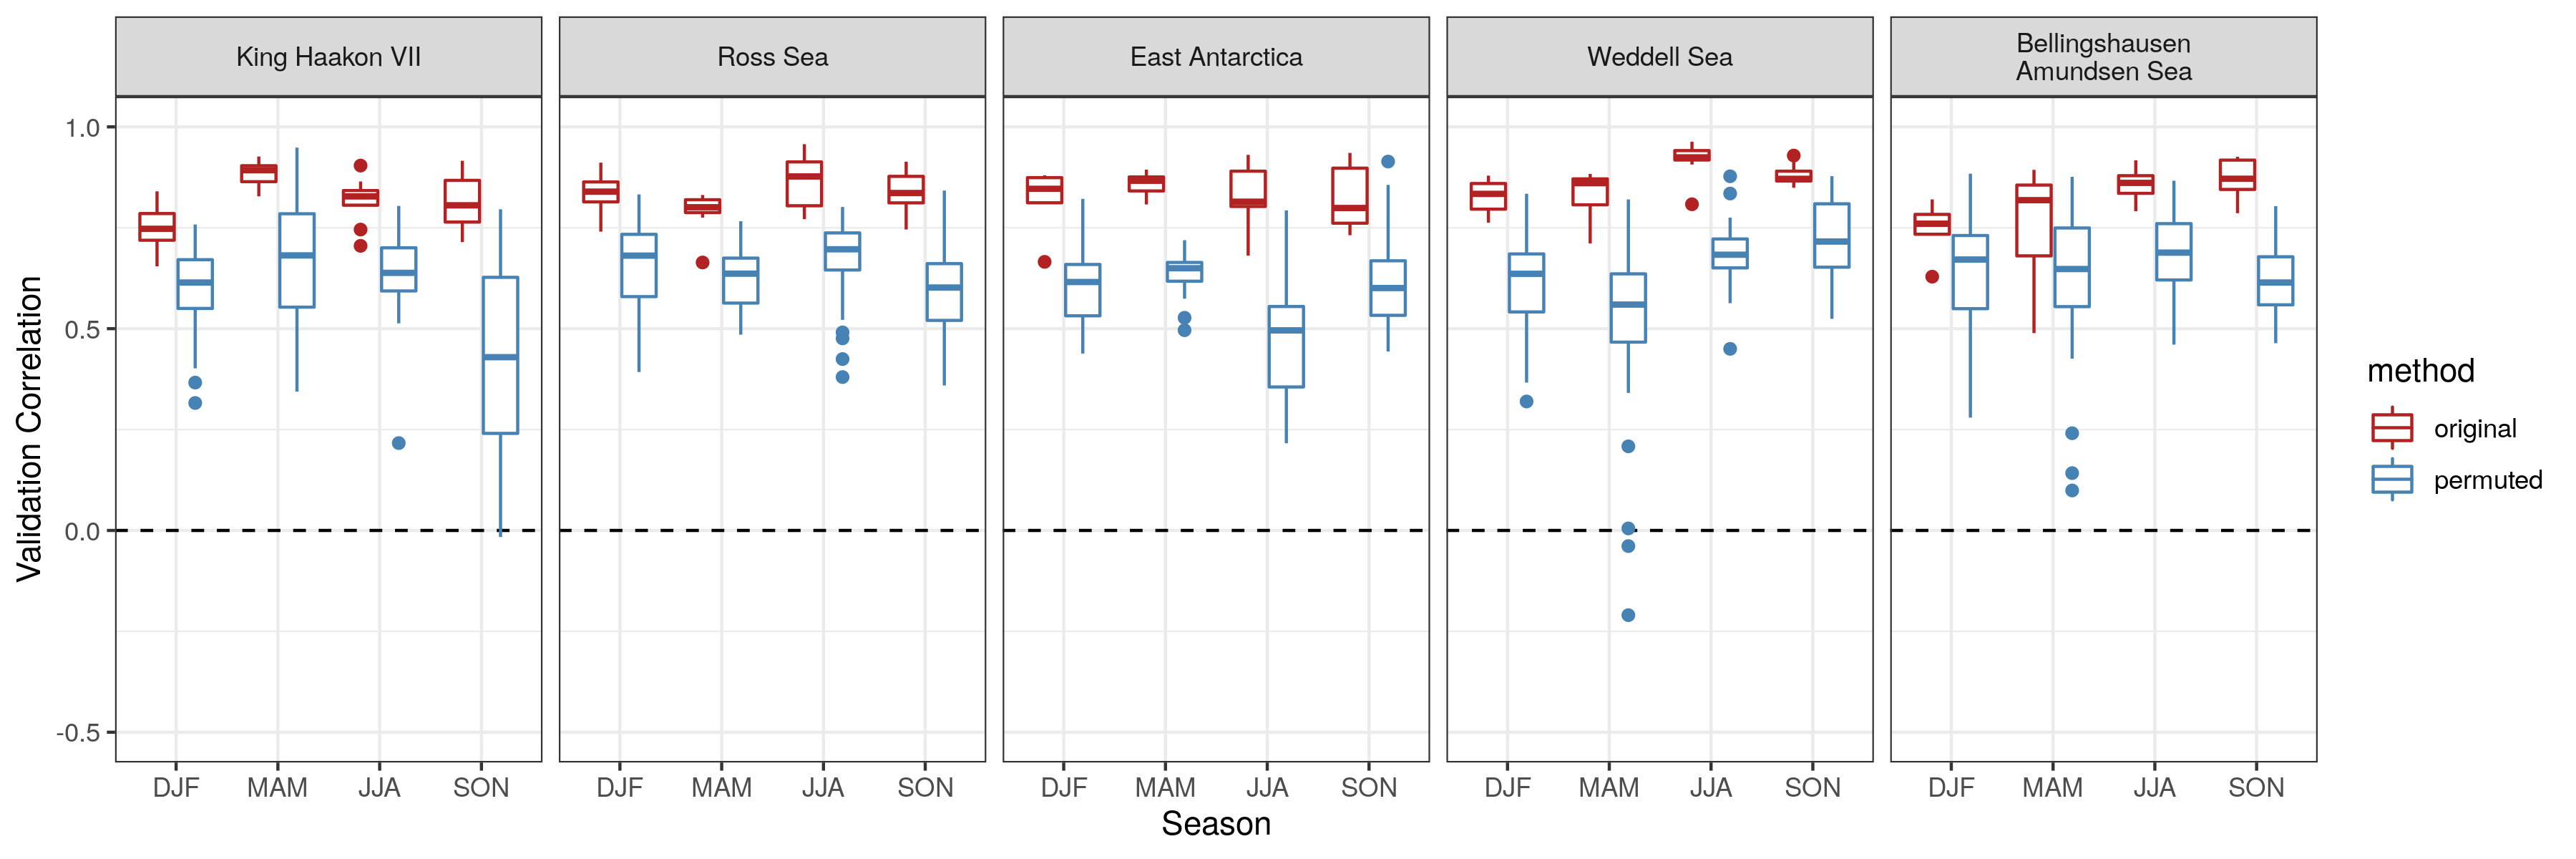 King Haakon VII
Ross Sea
East Antarctica
Weddell Sea
Bellingshausen
Amundsen Sea
1.0
0.5
0.0
-0.5
Validation Correlation
DJF MAM JJA SON
DJF MAM JJA SON
DJF MAM JJA SON
DJF MAM JJA SON
DJF MAM JJA SON
Season
method
original
permuted